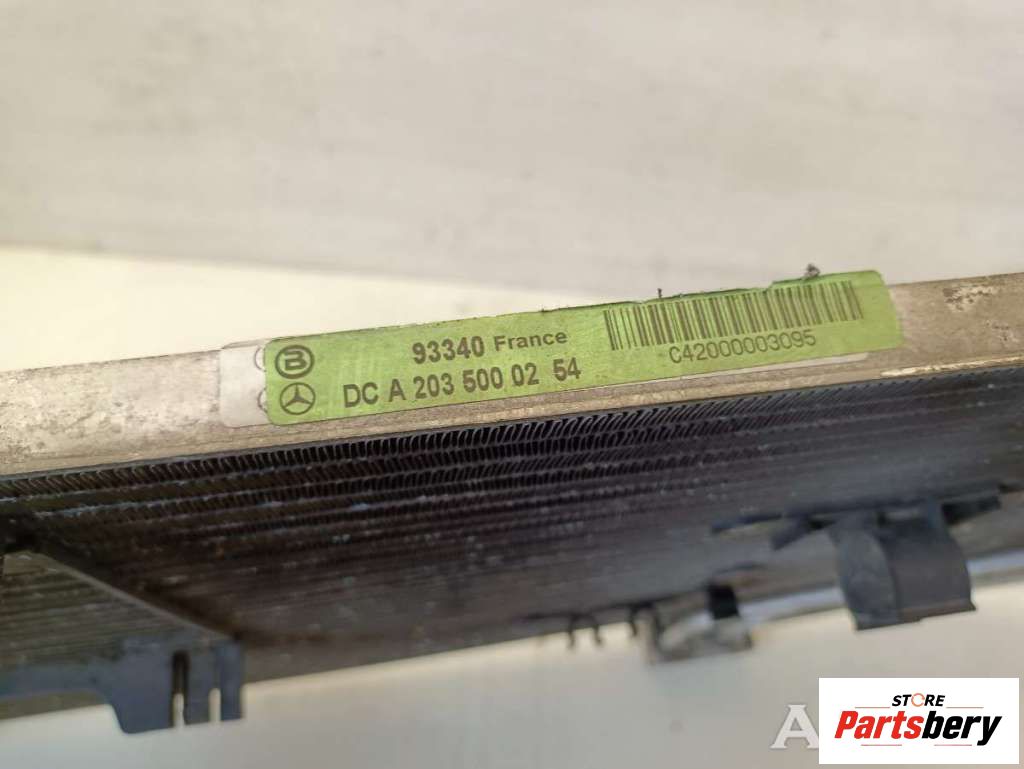 B
93340 France
DC A 203 500 02 54
C42000003095
A
STORE
Partsbery